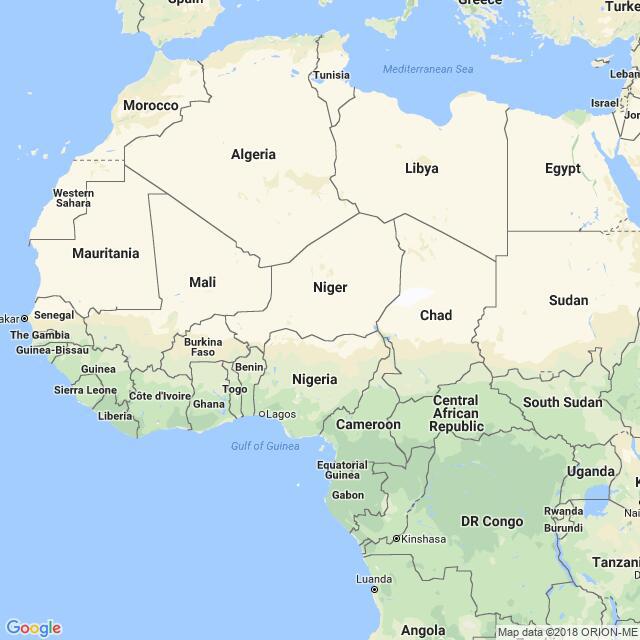 Spain
Greece
Turke
Tunisia
Mediterranean Sea
Leban
Morocco
Israel
Jor
Algeria
Libya
Egypt
Western
Sahara
Mauritania
Mali
Niger
Chad
Sudan
akar
Senegal
The Gambia
Guinea-Bissau
Burkina
Faso
Guinea
Benin
Nigeria
Sierra Leone
Côte d'Ivoire
Togo
Ghana
Liberia
Lagos
Cameroon
Central
African
Republic
South Sudan
Gulf of Guinea
Equatorial
Guinea
Gabon
Uganda
K
Nai
Rwanda
Burundi
DR Congo
Kinshasa
Tanzan
D
Luanda
Angola
Google
Map data ©2018 ORION-ME